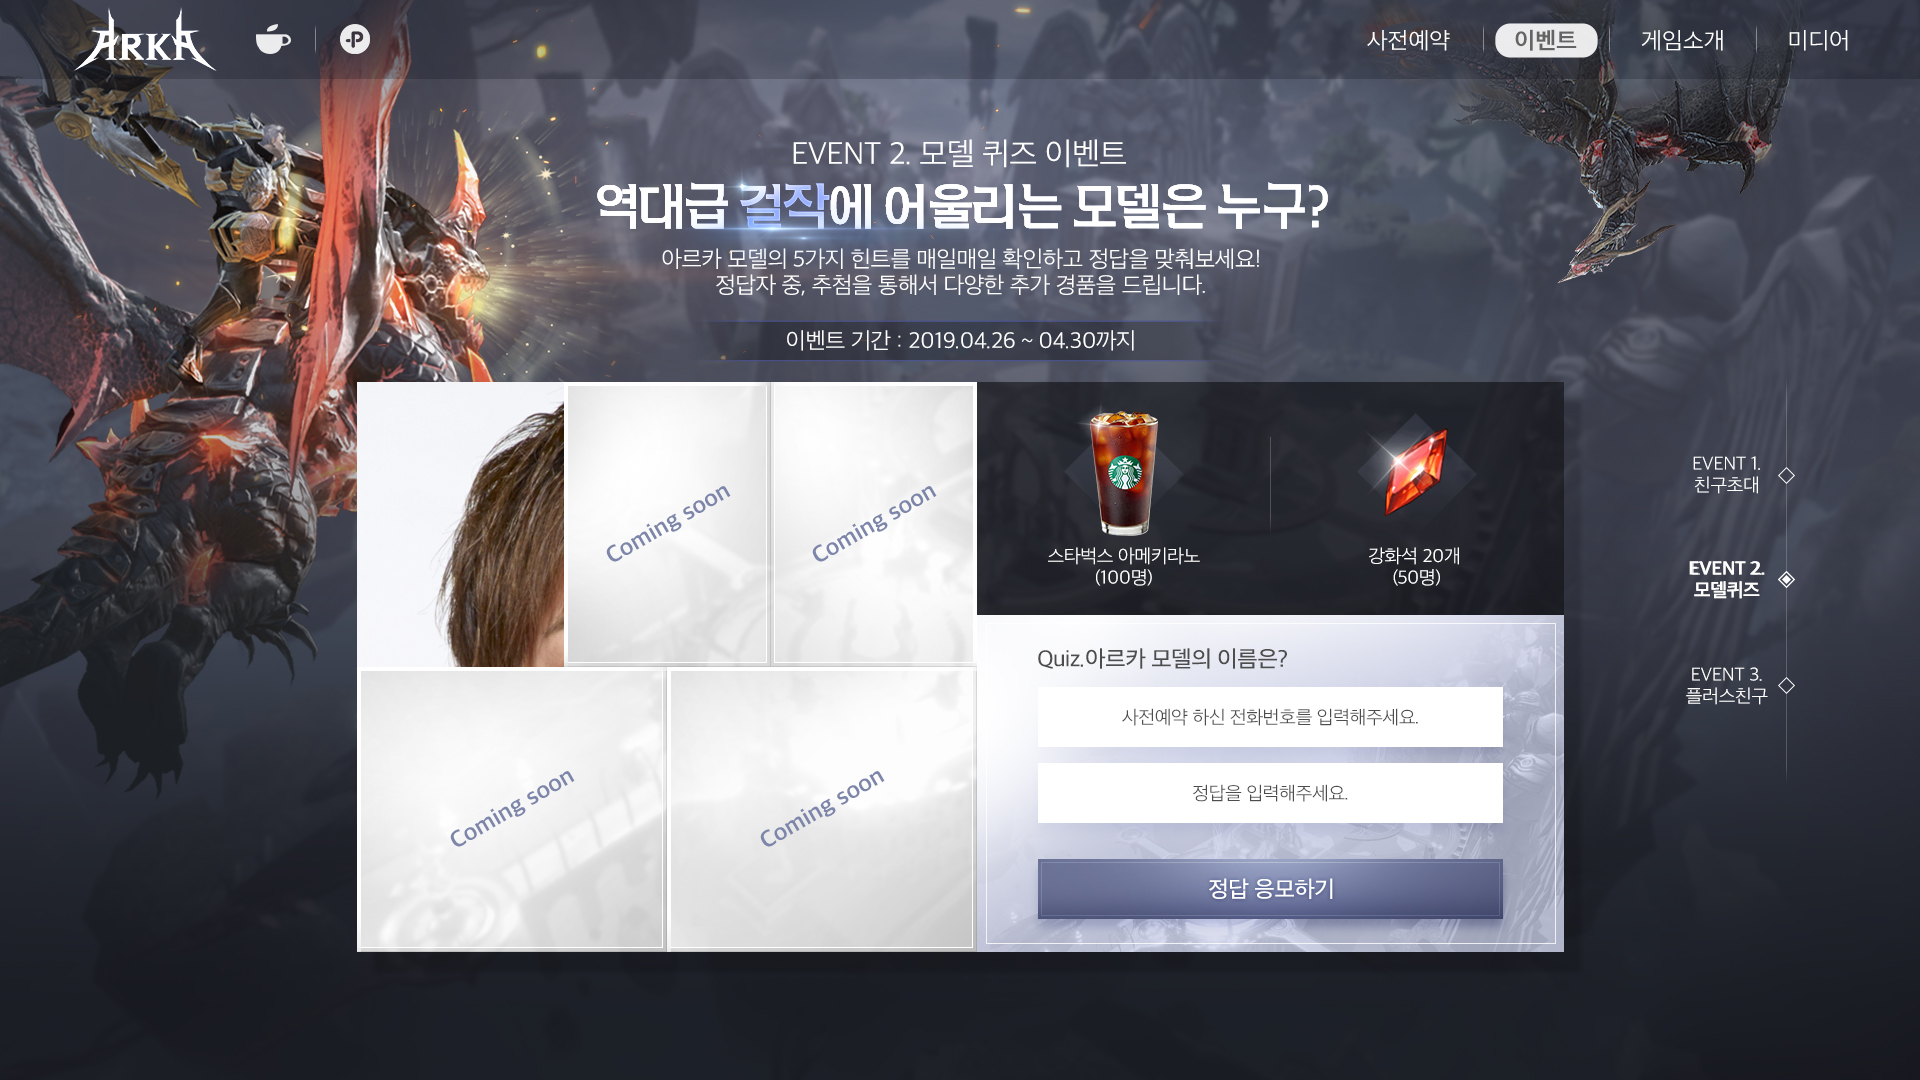 ARKA
P
사전예약
이벤트
게임소개
미디어
EVENT 2. 모델 퀴즈 이벤트
역대급 걸작에 어울리는 모델은 누구?
아르카 모델의 5가지 힌트를 매일매일 확인하고 정답을 맞춰보세요!
정답자 중, 추첨을 통해서 다양한 추가 경품을 드립니다.
이벤트 기간 : 2019.04.26 ~ 04.30까지
Coming soon
Coming soon
Coming soon
Coming soon
스타벅스 아메키라노
(100명)
강화석 20개
(50명)
Quiz.아르카 모델의 이름은?
사전예약 하신 전화번호를 입력해주세요.
정답을 입력해주세요.
정답 응모하기
EVENT 1.
친구초대
EVENT 2.
모델퀴즈
EVENT 3.
플러스친구